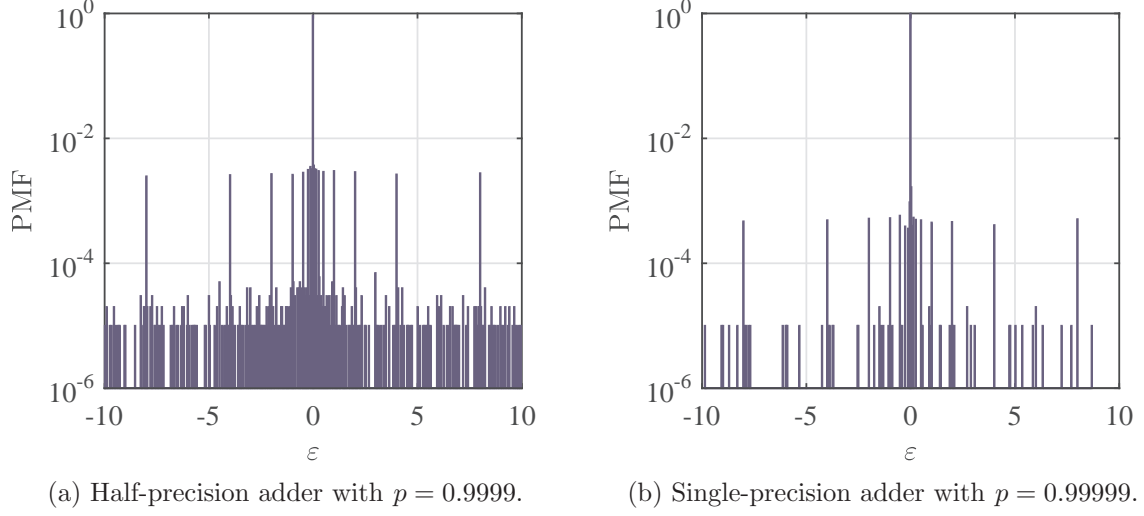 10^0
10^-2
10^-4
10^-6
PMF
-10 -5 0 5 10
ε
(a) Half-precision adder with p = 0.9999.
10^0
10^-2
10^-4
10^-6
PMF
-10 -5 0 5 10
ε
(b) Single-precision adder with p = 0.99999.